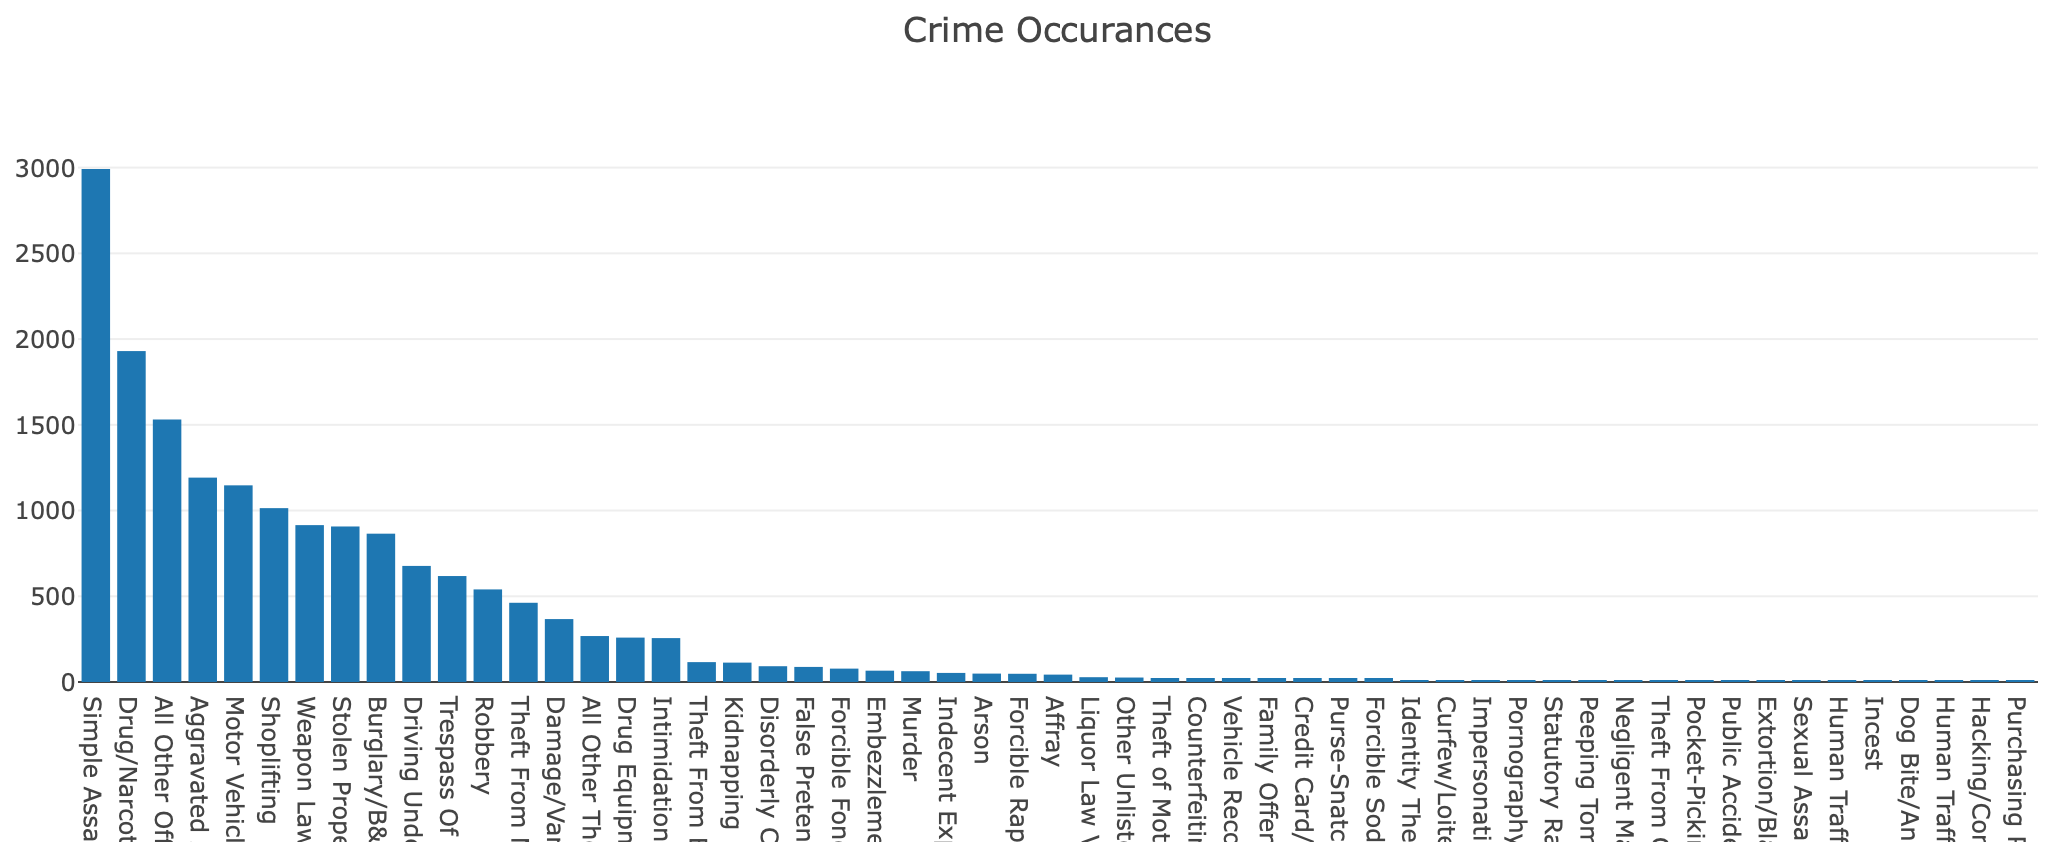 Crime Occurances
3000
2500
2000
1500
1000
500
0
Simple Assa
Drug/Narcot
All Other Off
Aggravated
Motor Vehicl
Shoplifting
Weapon Law
Stolen Prope
Burglary/B&
Driving Unde
Trespass Of
Robbery
Theft From M
Damage/Van
All Other The
Drug Equipm
Intimidation
Theft From B
Kidnapping
Disorderly C
False Preten
Forcible Fon
Embezzleme
Murder
Indecent Exp
Arson
Forcible Rap
Affray
Liquor Law V
Other Unliste
Theft of Mot
Counterfeitin
Vehicle Reco
Family Offen
Credit Card/
Purse-Snatc
Forcible Sod
Identity The
Curfew/Loite
Impersonati
Pornography
Statutory Ra
Peeping Tom
Negligent Ma
Theft From C
Pocket-Pickin
Public Accide
Extortion/Bla
Sexual Assa
Human Traff
Incest
Dog Bite/An
Human Traff
Hacking/Com
Purchasing P